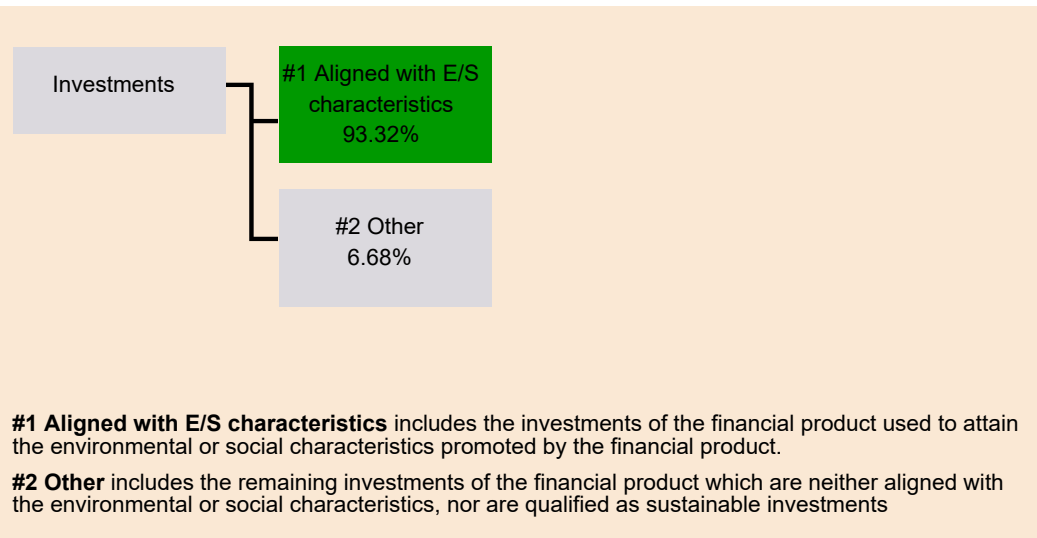 Investments
#1 Aligned with E/S
characteristics
93.32%
#2 Other
6.68%
#1 Aligned with E/S characteristics includes the investments of the financial product used to attain
the environmental or social characteristics promoted by the financial product.
#2 Other includes the remaining investments of the financial product which are neither aligned with
the environmental or social characteristics, nor are qualified as sustainable investments